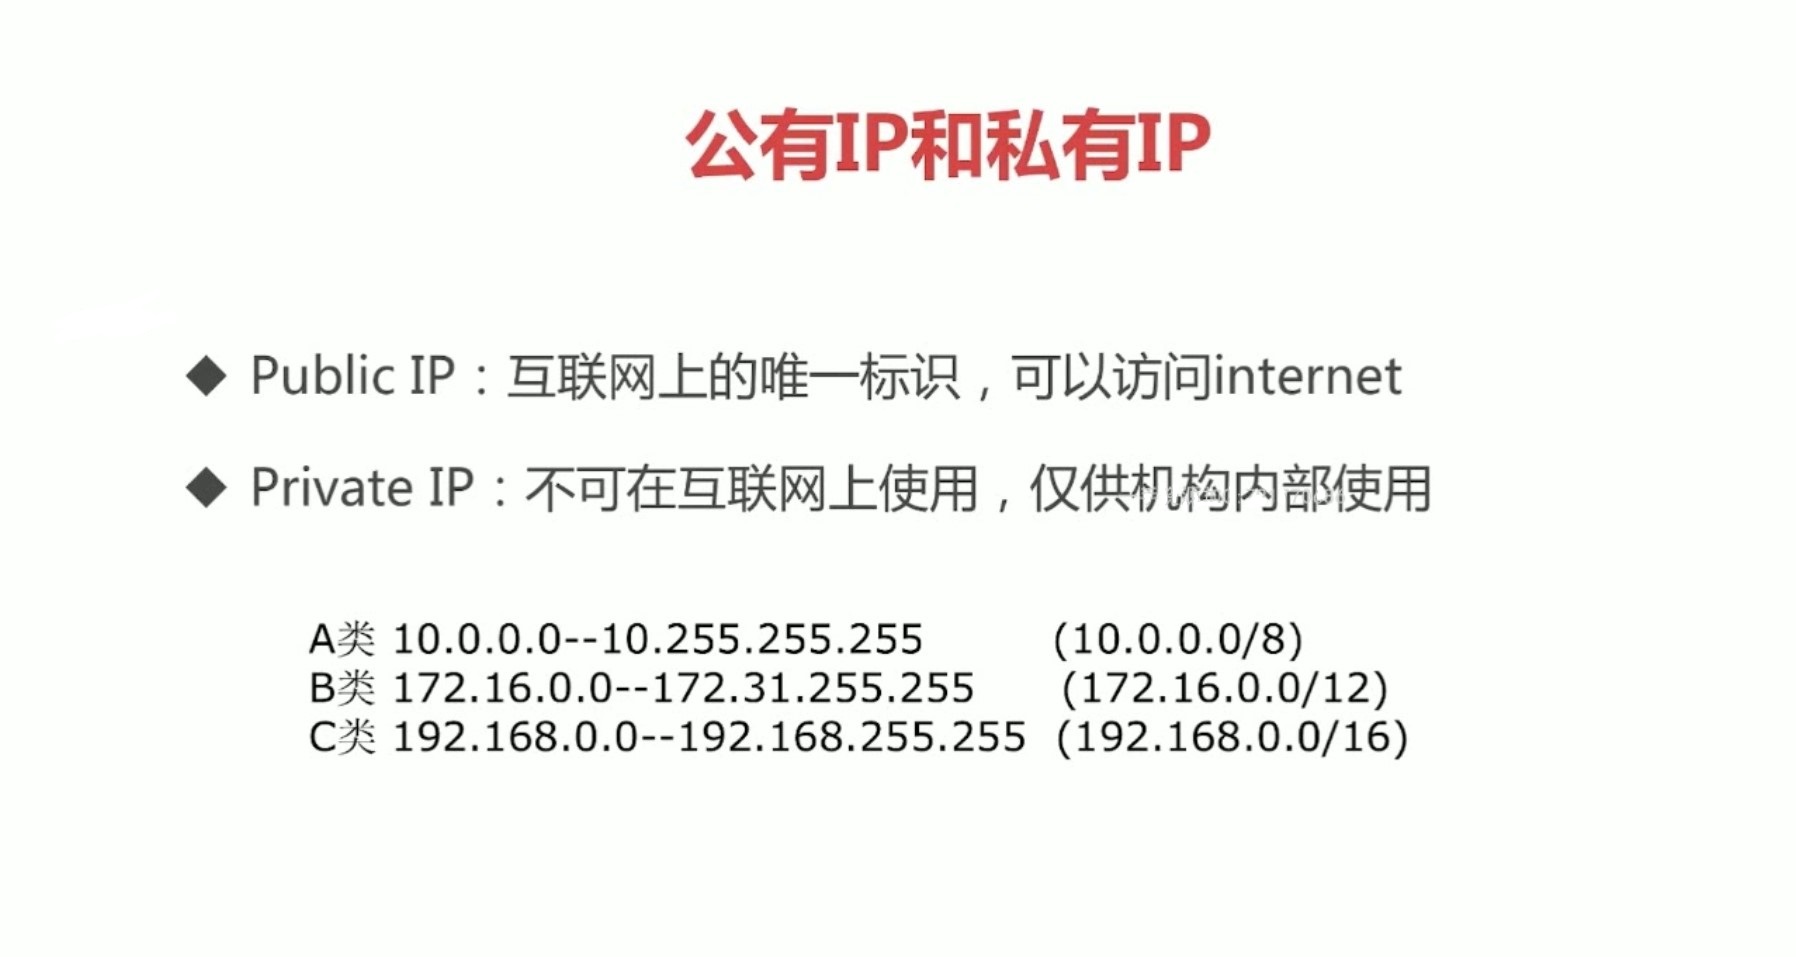 公有IP和私有IP
◆ Public IP：互联网上的唯一标识，可以访问internet
◆ Private IP：不可在互联网上使用，仅供机构内部使用
A类 10.0.0.0--10.255.255.255 (10.0.0.0/8)
B类 172.16.0.0--172.31.255.255 (172.16.0.0/12)
C类 192.168.0.0--192.168.255.255 (192.168.0.0/16)